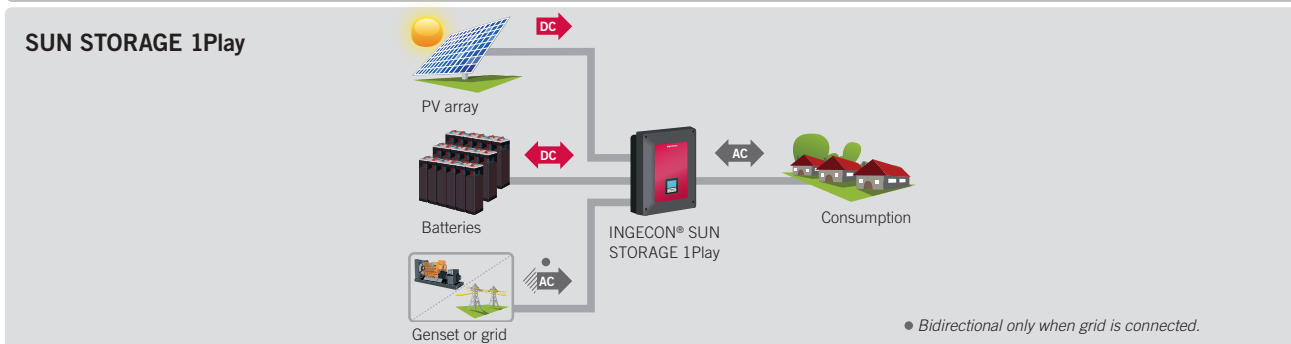 SUN STORAGE 1Play
DC
PV array
DC
AC
Batteries
INGECON® SUN
STORAGE 1Play
Consumption
AC
Genset or grid
● Bidirectional only when grid is connected.